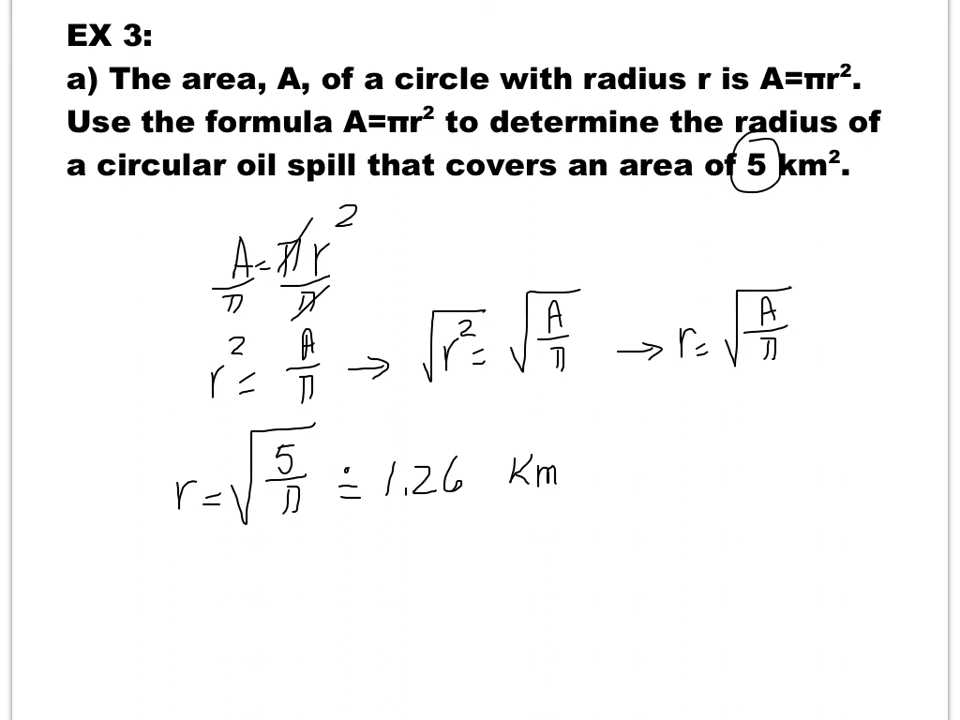 EX 3:
a) The area, A, of a circle with radius r is A=πr².
Use the formula A=πr² to determine the radius of
a circular oil spill that covers an area of 5 km².
A/π = πr²/π
r² = A/π → √r² = √A/π → r = √A/π
r = √5/π ≐ 1.26 Km